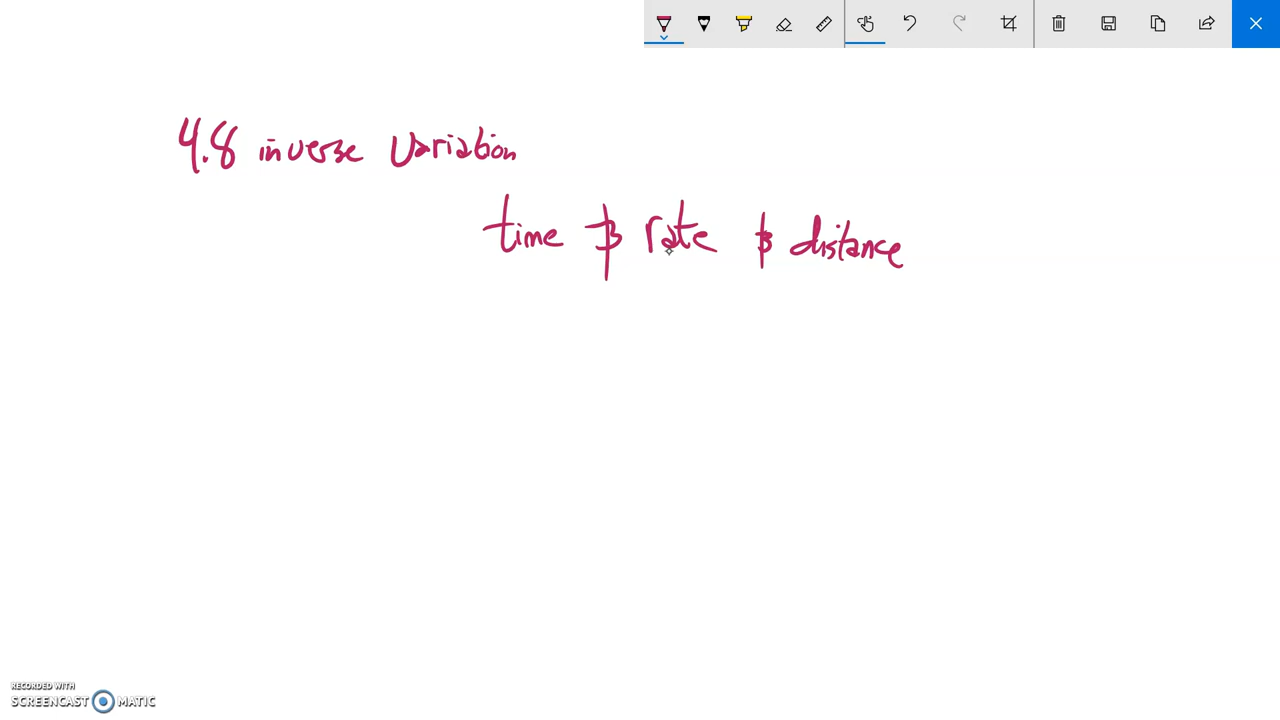 4.8 inverse variation
time & rate & distance
RECORDED WITH
SCREENCAST MATIC